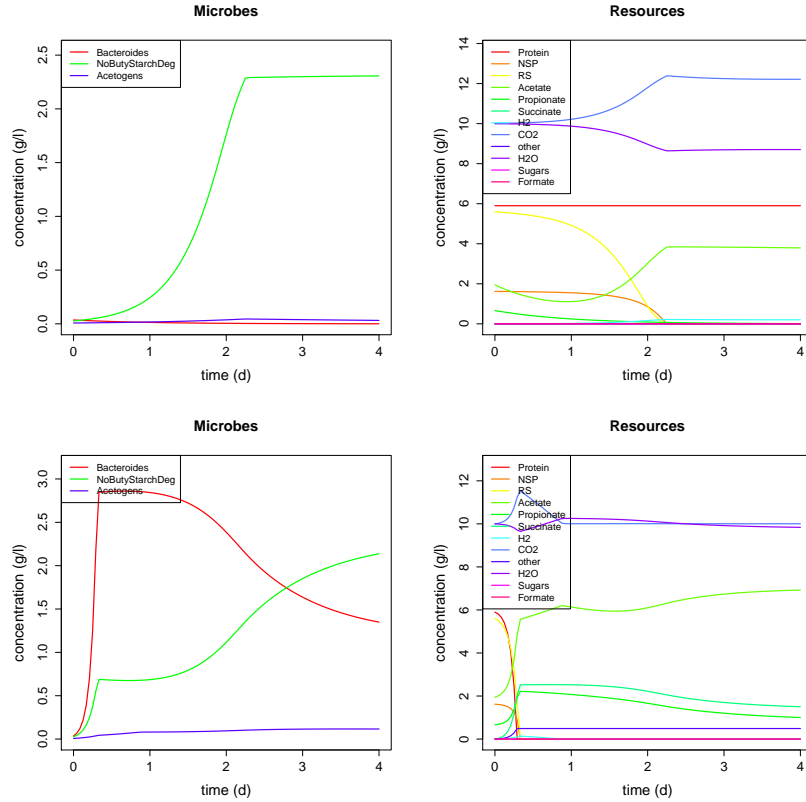 Microbes
Bacteroides
NoButyStarchDeg
Acetogens
concentration (g/l)
0.0
0.5
1.0
1.5
2.0
2.5
0
1
2
3
4
time (d)
Resources
Protein
NSP
RS
Acetate
Propionate
Succinate
H2
CO2
other
H2O
Sugars
Formate
concentration (g/l)
0
2
4
6
8
10
12
14
0
1
2
3
4
time (d)
Microbes
Bacteroides
NoButyStarchDeg
Acetogens
concentration (g/l)
0.0
0.5
1.0
1.5
2.0
2.5
3.0
0
1
2
3
4
time (d)
Resources
Protein
NSP
RS
Acetate
Propionate
Succinate
H2
CO2
other
H2O
Sugars
Formate
concentration (g/l)
0
2
4
6
8
10
12
0
1
2
3
4
time (d)